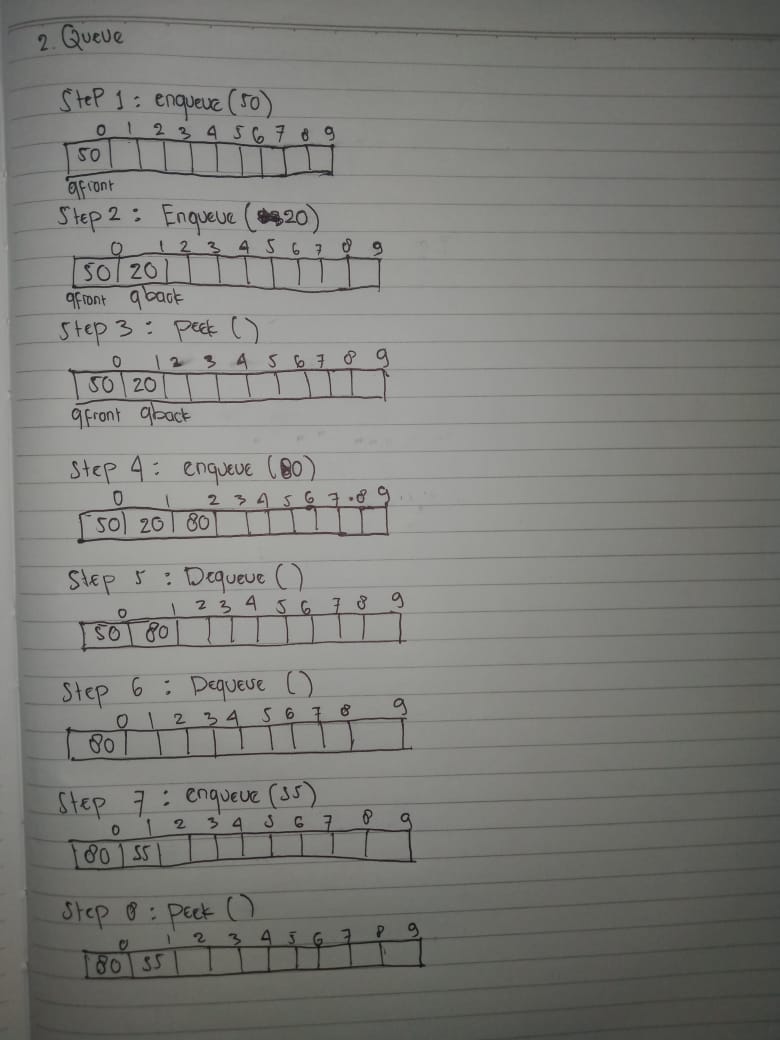 2. Queue
Step 1 : enqueue (50)
0 1 2 3 4 5 6 7 8 9
50
qfront
Step 2 : Enqueue (20)
0 1 2 3 4 5 6 7 8 9
50 20
qfront qback
Step 3 : peek ()
0 1 2 3 4 5 6 7 8 9
50 20
qfront qback
Step 4 : enqueue (80)
0 1 2 3 4 5 6 7 8 9
50 20 80
Step 5 : Dequeue ()
0 1 2 3 4 5 6 7 8 9
50 80
Step 6 : Dequeue ()
0 1 2 3 4 5 6 7 8 9
80
Step 7 : enqueue (55)
0 1 2 3 4 5 6 7 8 9
80 55
Step 8 : peek ()
0 1 2 3 4 5 6 7 8 9
80 55